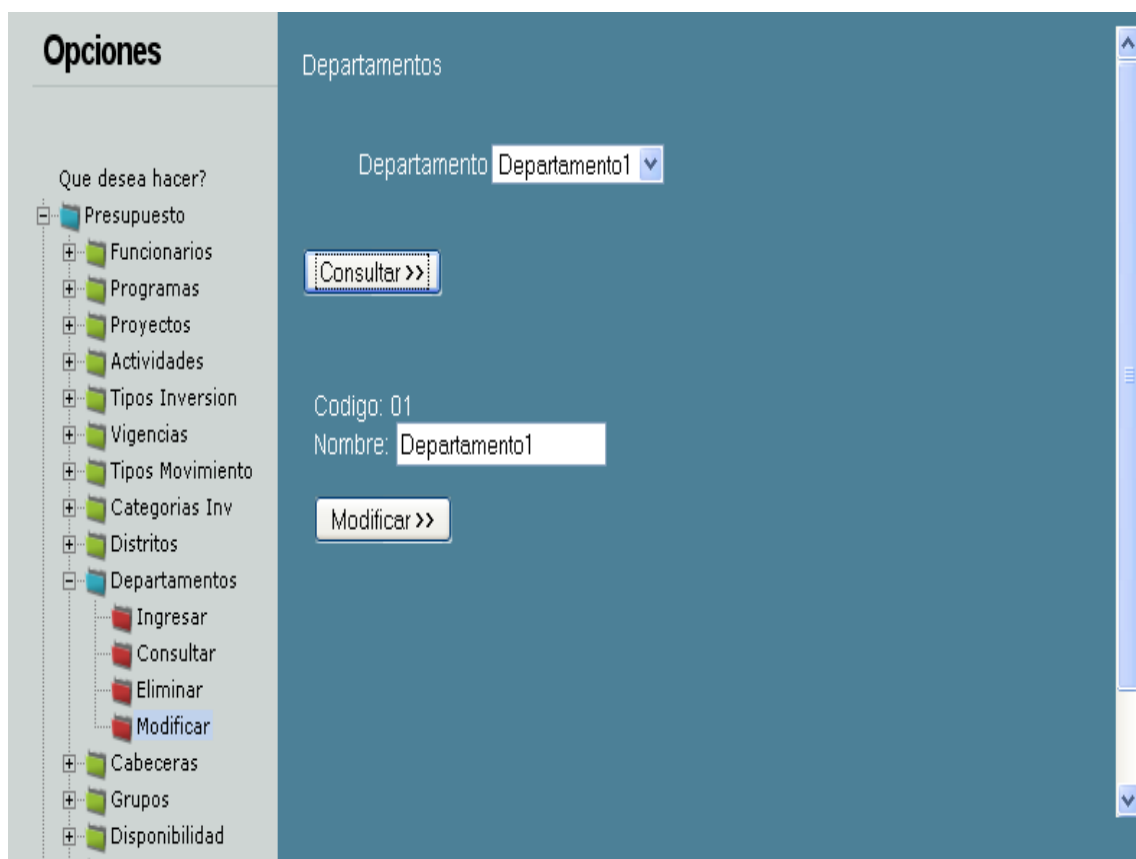 Opciones
Que desea hacer?
Presupuesto
Funcionarios
Programas
Proyectos
Actividades
Tipos Inversion
Vigencias
Tipos Movimiento
Categorias Inv
Distritos
Departamentos
Ingresar
Consultar
Eliminar
Modificar
Cabeceras
Grupos
Disponibilidad
Departamentos
Departamento Departamento1
Consultar >>
Codigo: 01
Nombre: Departamento1
Modificar >>